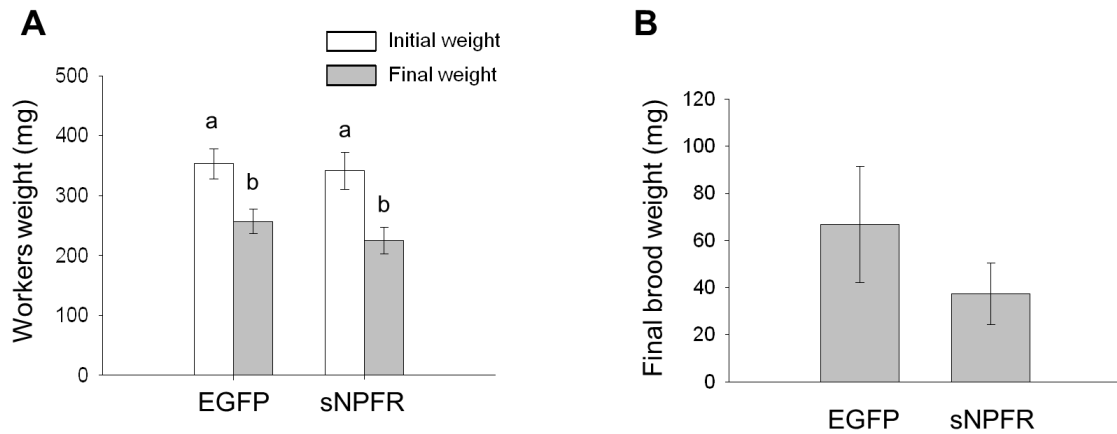 A
Initial weight
Final weight
Workers weight (mg)
500
400
300
200
100
0
a
b
a
b
EGFP
sNPFR
B
Final brood weight (mg)
120
100
80
60
40
20
0
EGFP
sNPFR